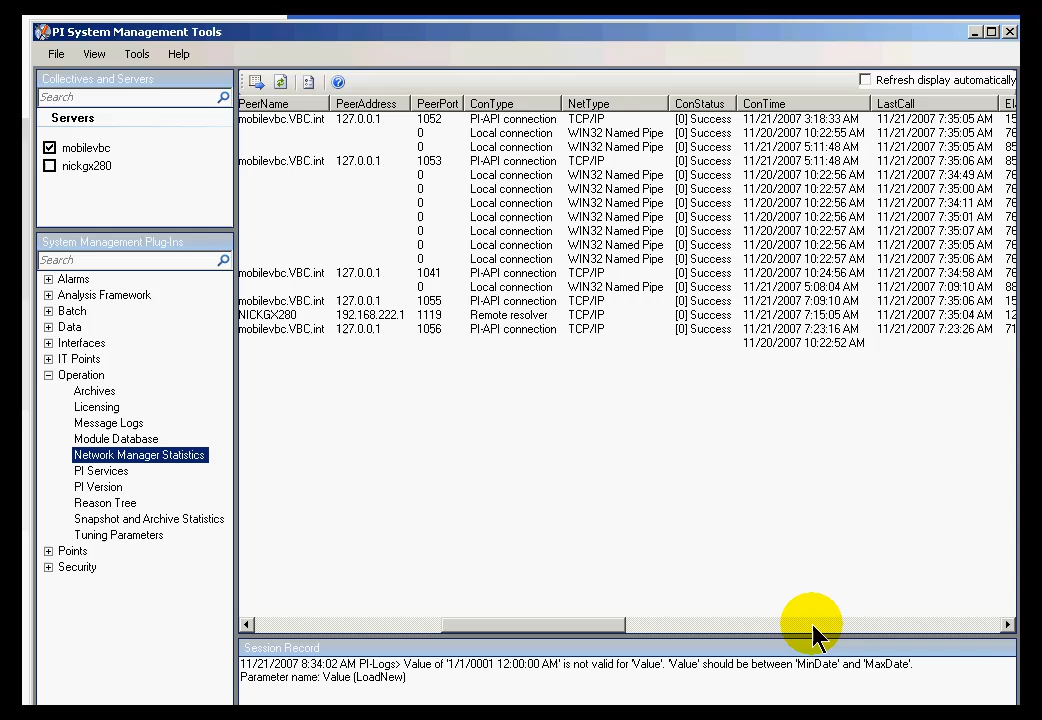 PI System Management Tools
File View Tools Help
Collectives and Servers
Search
Servers
mobilevbc
nickgx280
System Management Plug-Ins
Search
Alarms
Analysis Framework
Batch
Data
Interfaces
IT Points
Operation
Archives
Licensing
Message Logs
Module Database
Network Manager Statistics
PI Services
PI Version
Reason Tree
Snapshot and Archive Statistics
Tuning Parameters
Points
Security
Refresh display automatically
PeerName PeerAddress PeerPort ConType NetType ConStatus ConTime LastCall El
mobilevbc.VBC.int 127.0.0.1 1052 PI-API connection TCP/IP [0] Success 11/21/2007 3:18:33 AM 11/21/2007 7:35:05 AM 15
0 Local connection WIN32 Named Pipe [0] Success 11/20/2007 10:22:55 AM 11/21/2007 7:35:05 AM 76
0 Local connection WIN32 Named Pipe [0] Success 11/21/2007 5:11:48 AM 11/21/2007 7:35:05 AM 85
mobilevbc.VBC.int 127.0.0.1 1053 PI-API connection TCP/IP [0] Success 11/21/2007 5:11:48 AM 11/21/2007 7:35:06 AM 85
0 Local connection WIN32 Named Pipe [0] Success 11/20/2007 10:22:56 AM 11/21/2007 7:34:49 AM 76
0 Local connection WIN32 Named Pipe [0] Success 11/20/2007 10:22:57 AM 11/21/2007 7:35:00 AM 76
0 Local connection WIN32 Named Pipe [0] Success 11/20/2007 10:22:56 AM 11/21/2007 7:34:11 AM 76
0 Local connection WIN32 Named Pipe [0] Success 11/20/2007 10:22:56 AM 11/21/2007 7:35:01 AM 76
0 Local connection WIN32 Named Pipe [0] Success 11/20/2007 10:22:57 AM 11/21/2007 7:35:07 AM 76
0 Local connection WIN32 Named Pipe [0] Success 11/20/2007 10:22:56 AM 11/21/2007 7:35:05 AM 76
0 Local connection WIN32 Named Pipe [0] Success 11/20/2007 10:22:57 AM 11/21/2007 7:35:06 AM 76
mobilevbc.VBC.int 127.0.0.1 1041 PI-API connection TCP/IP [0] Success 11/20/2007 10:24:56 AM 11/21/2007 7:34:58 AM 76
0 Local connection WIN32 Named Pipe [0] Success 11/21/2007 5:08:04 AM 11/21/2007 7:09:10 AM 88
mobilevbc.VBC.int 127.0.0.1 1055 PI-API connection TCP/IP [0] Success 11/21/2007 7:09:10 AM 11/21/2007 7:35:06 AM 15
NICKGX280 192.168.222.1 1119 Remote resolver TCP/IP [0] Success 11/21/2007 7:15:05 AM 11/21/2007 7:35:04 AM 12
mobilevbc.VBC.int 127.0.0.1 1056 PI-API connection TCP/IP [0] Success 11/21/2007 7:23:16 AM 11/21/2007 7:23:26 AM 71
11/20/2007 10:22:52 AM
Session Record
11/21/2007 8:34:02 AM PI-Logs> Value of '1/1/0001 12:00:00 AM' is not valid for 'Value'. 'Value' should be between 'MinDate' and 'MaxDate'.
Parameter name: Value (LoadNew)